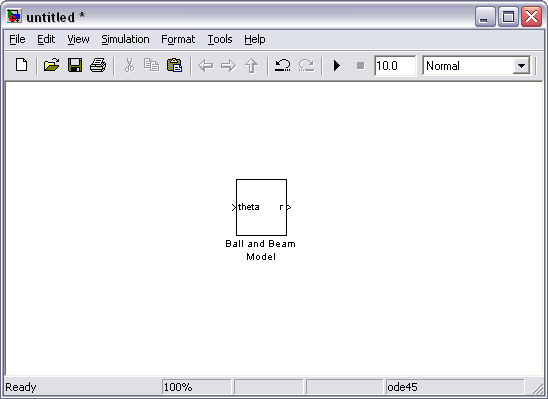 untitled *
File Edit View Simulation Format Tools Help
10.0 Normal
theta r
Ball and Beam
Model
Ready 100% ode45